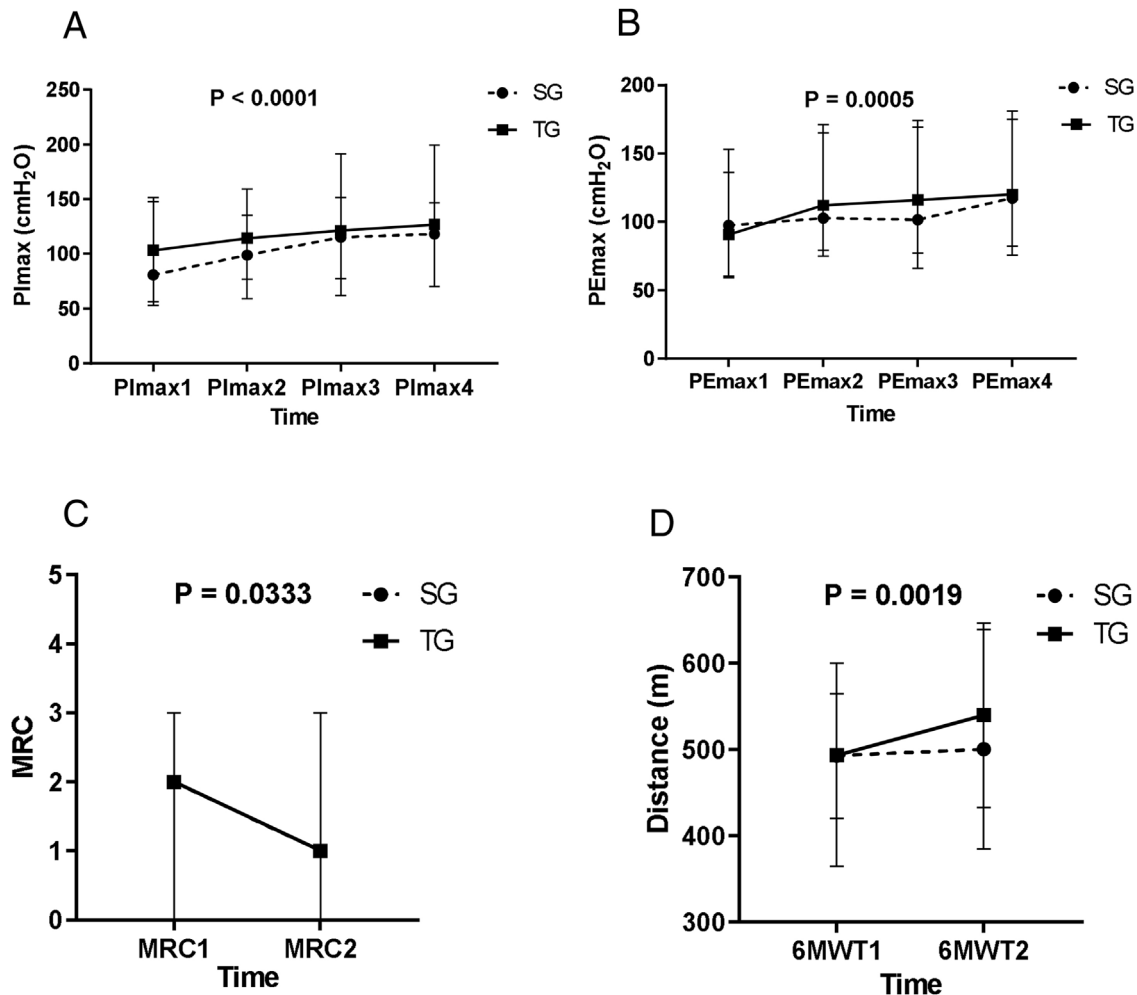 A
PImax (cmH₂O)
250
200
150
100
50
0
P < 0.0001
SG
TG
PImax1 PImax2 PImax3 PImax4
Time
B
PEmax (cmH₂O)
200
150
100
50
0
P = 0.0005
SG
TG
PEmax1 PEmax2 PEmax3 PEmax4
Time
C
MRC
5
4
3
2
1
0
P = 0.0333
SG
TG
MRC1 MRC2
Time
D
Distance (m)
700
600
500
400
300
P = 0.0019
SG
TG
6MWT1 6MWT2
Time